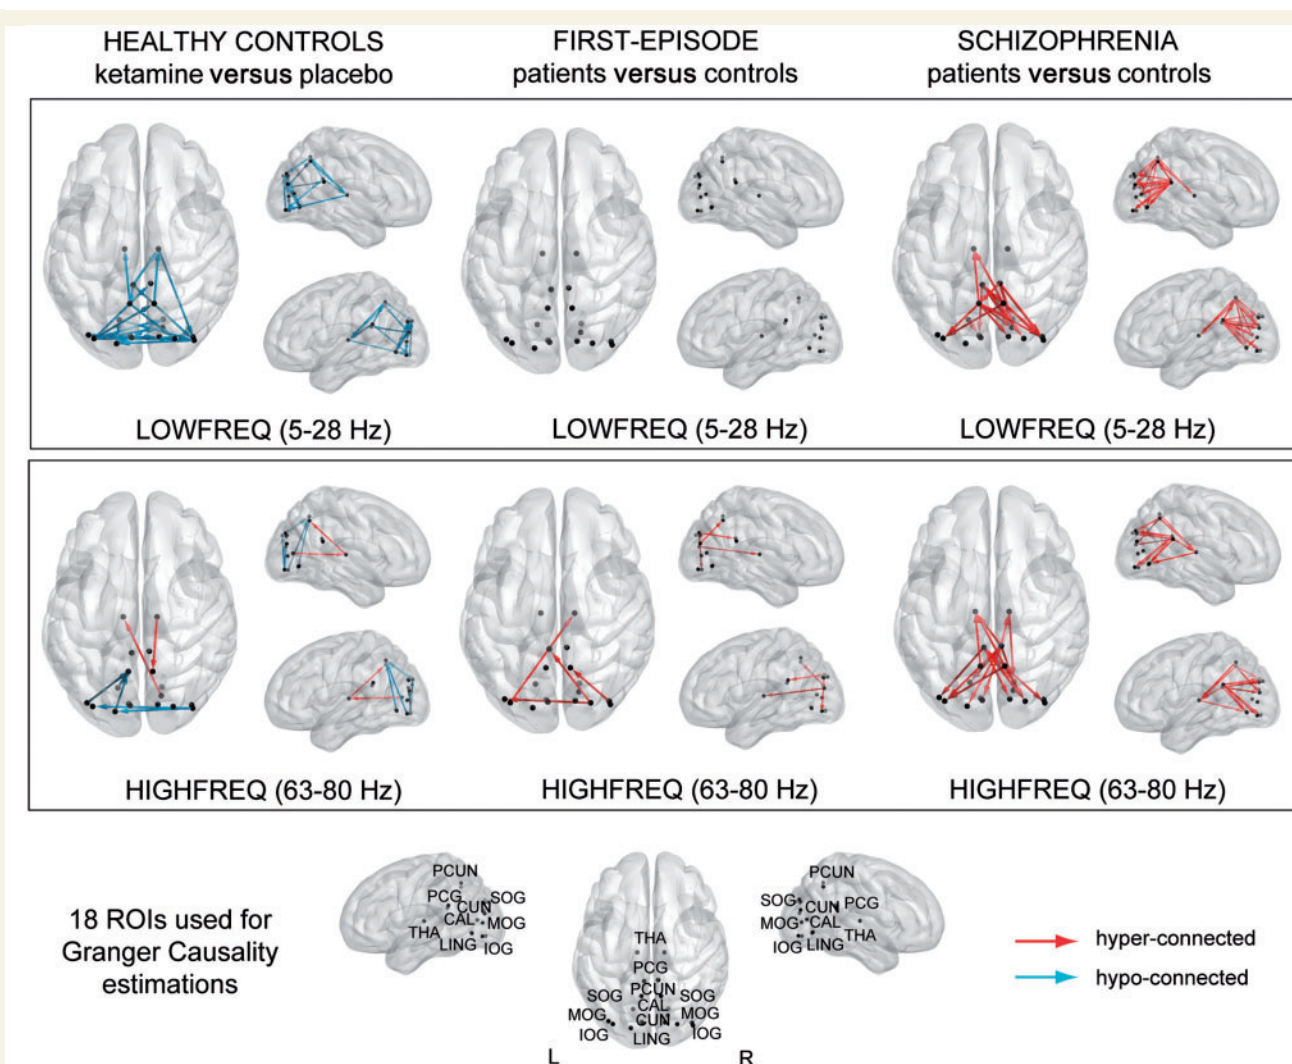 HEALTHY CONTROLS
ketamine versus placebo
FIRST-EPISODE
patients versus controls
SCHIZOPHRENIA
patients versus controls
LOWFREQ (5-28 Hz)
LOWFREQ (5-28 Hz)
LOWFREQ (5-28 Hz)
HIGHFREQ (63-80 Hz)
HIGHFREQ (63-80 Hz)
HIGHFREQ (63-80 Hz)
18 ROIs used for
Granger Causality
estimations
PCUN
PCG
SOG
CUN
CAL
MOG
THA
LING
IOG
THA
PCG
PCUN
SOG
SOG
CAL
MOG
MOG
CUN
IOG
LING
IOG
L
R
PCUN
SOG
CUN
PCG
MOG
CAL
THA
IOG
LING
hyper-connected
hypo-connected